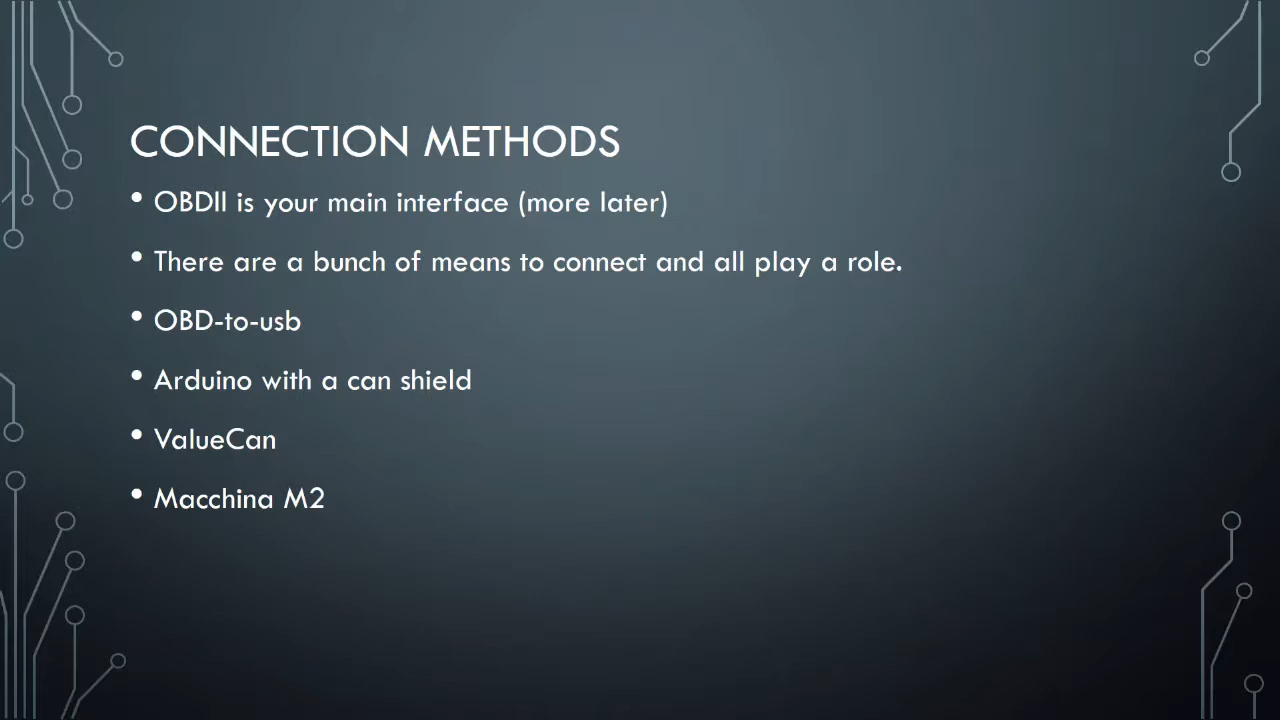 CONNECTION METHODS
• OBDll is your main interface (more later)
• There are a bunch of means to connect and all play a role.
• OBD-to-usb
• Arduino with a can shield
• ValueCan
• Macchina M2